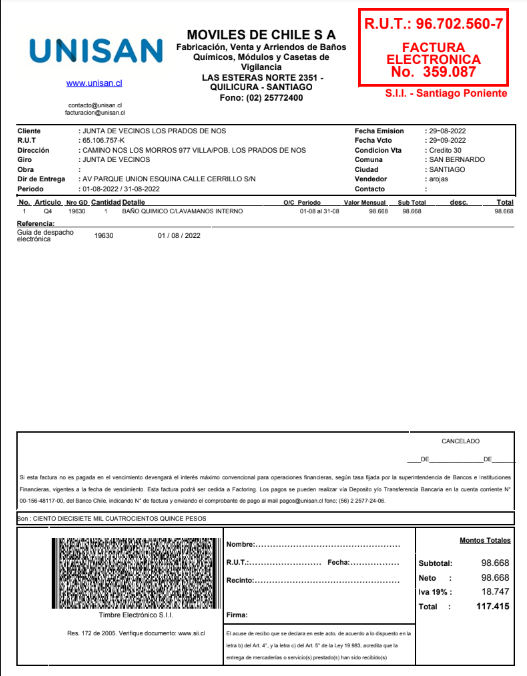 UNISAN
www.unisan.cl
contacto@unisan.cl
facturacion@unisan.cl
MOVILES DE CHILE S A
Fabricación, Venta y Arriendos de Baños
Químicos, Módulos y Casetas de
Vigilancia
LAS ESTERAS NORTE 2351 -
QUILICURA - SANTIAGO
Fono: (02) 25772400
R.U.T.: 96.702.560-7
FACTURA
ELECTRONICA
No. 359.087
S.I.I. - Santiago Poniente
Cliente : JUNTA DE VECINOS LOS PRADOS DE NOS Fecha Emision : 29-08-2022
R.U.T : 65.106.757-K Fecha Vcto : 29-09-2022
Dirección : CAMINO NOS LOS MORROS 977 VILLA/POB. LOS PRADOS DE NOS Condicion Vta : Credito 30
Giro : JUNTA DE VECINOS Comuna : SAN BERNARDO
Obra : Ciudad : SANTIAGO
Dir de Entrega : AV PARQUE UNION ESQUINA CALLE CERRILLO S/N Vendedor : arojas
Periodo : 01-08-2022 / 31-08-2022 Contacto :
No. Artículo Nro GD Cantidad Detalle O/C Periodo Valor Mensual Sub Total desc. Total
1 Q4 19630 1 BAÑO QUIMICO C/LAVAMANOS INTERNO 01-08 al 31-08 98.668 98.668 98.668
Referencia:
Guía de despacho electrónica 19630 01 / 08 / 2022
CANCELADO
____DE________________DE____
Si esta factura no es pagada en el vencimiento devengará el interés máximo convencional para operaciones financieras, según tasa fijada por la superintendencia de Bancos e Instituciones
Financieras, vigentes a la fecha de vencimiento. Esta factura podrá ser cedida a Factoring. Los pagos se pueden realizar vía Deposito y/o Transferencia Bancaria en la cuenta corriente N°
00-156-48117-00, del Banco Chile, indicando N° de factura y enviando el comprobante de pago al mail pagos@unisan.cl fono; (56) 2 2577-24-06.
Son : CIENTO DIECISIETE MIL CUATROCIENTOS QUINCE PESOS
Timbre Electrónico S.I.I.
Res. 172 de 2005. Verifique documento: www.sii.cl
Nombre:..........................................
R.U.T.:..................... Fecha:...............
Recinto:..........................................
Firma:
El acuse de recibo que se declara en este acto, de acuerdo a lo dispuesto en la
letra b) del Art. 4°, y la letra c) del Art. 5° de la Ley 19.983, acredita que la
entrega de mercaderías o servicio(s) prestado(s) han sido recibido(s)
Montos Totales
Subtotal: 98.668
Neto : 98.668
Iva 19% : 18.747
Total : 117.415